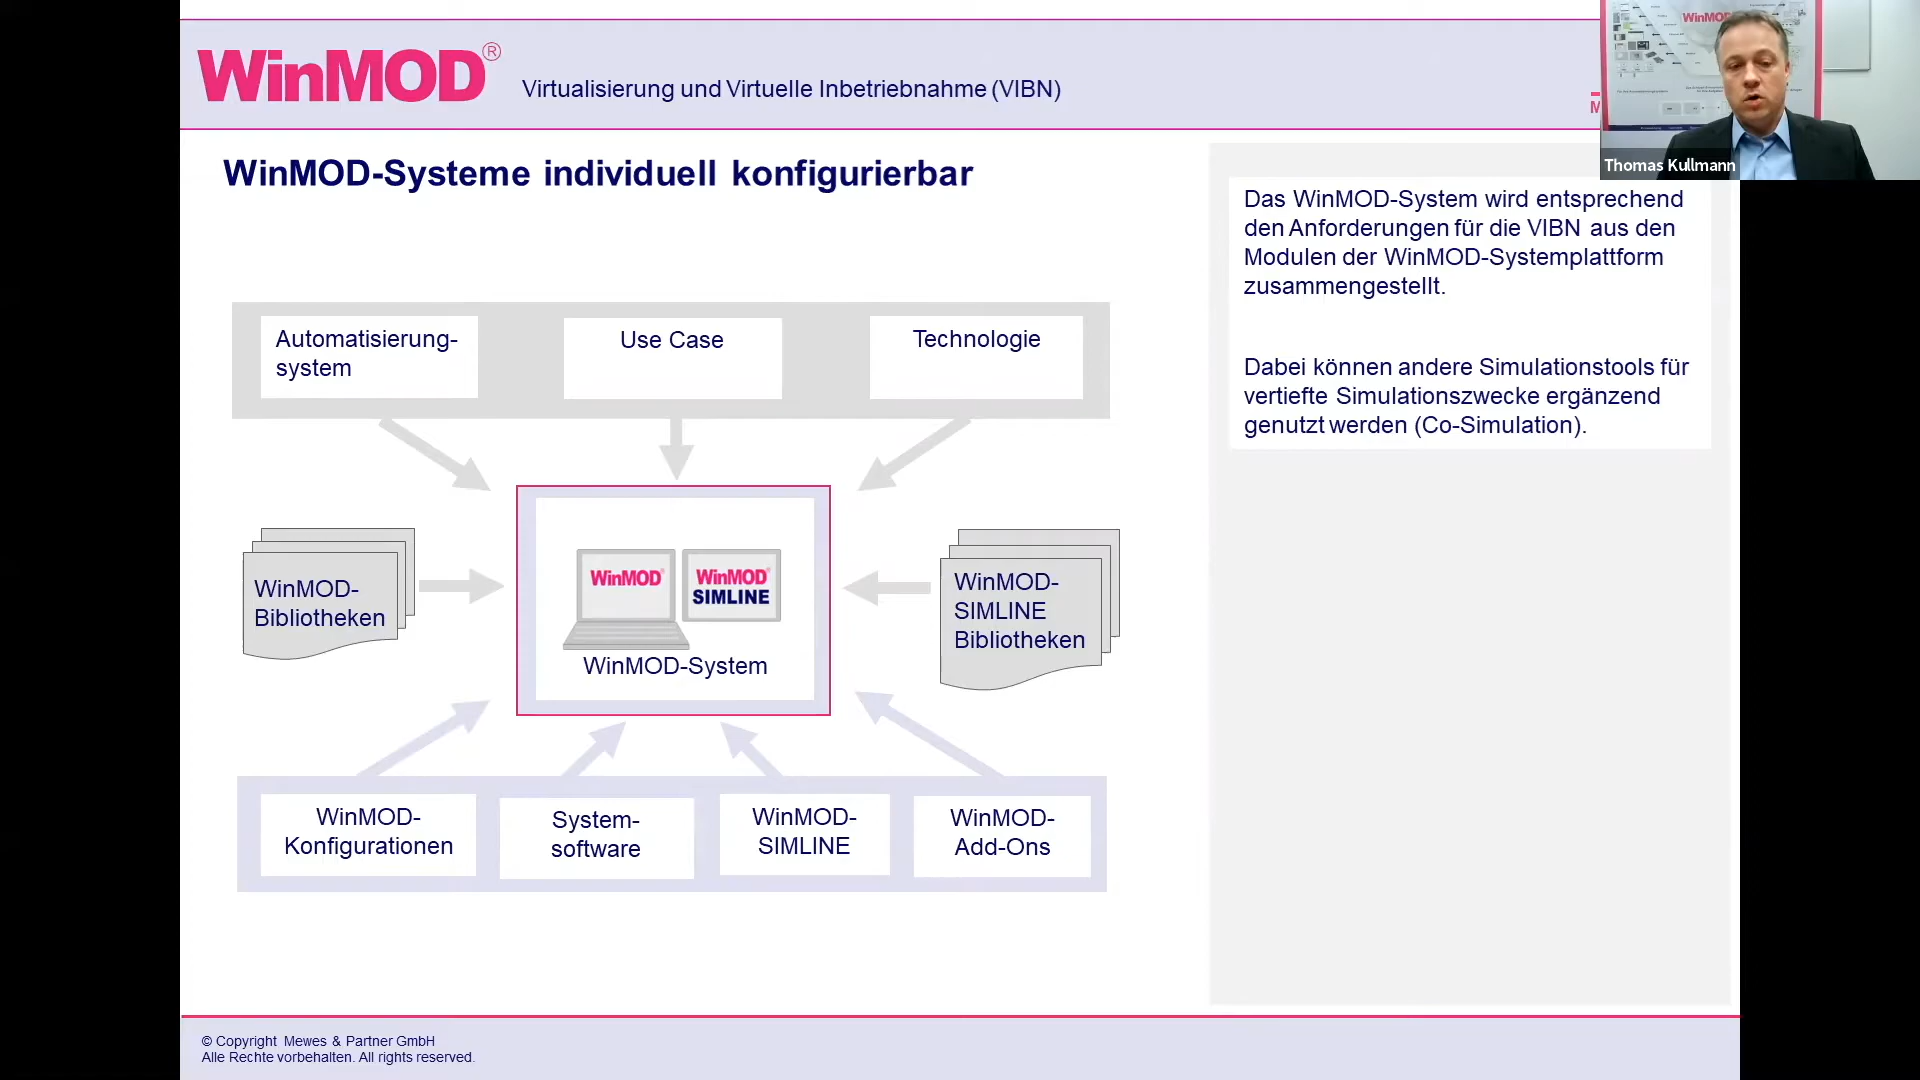 WinMOD®
Virtualisierung und Virtuelle Inbetriebnahme (VIBN)
M
WinMOD
Thomas Kullmann
WinMOD-Systeme individuell konfigurierbar
Das WinMOD-System wird entsprechend
den Anforderungen für die VIBN aus den
Modulen der WinMOD-Systemplattform
zusammengestellt.
Dabei können andere Simulationstools für
vertiefte Simulationszwecke ergänzend
genutzt werden (Co-Simulation).
Automatisierung-
system
Use Case
Technologie
WinMOD-
Bibliotheken
WinMOD®
WinMOD®
SIMLINE
WinMOD-System
WinMOD-
SIMLINE
Bibliotheken
WinMOD-
Konfigurationen
System-
software
WinMOD-
SIMLINE
WinMOD-
Add-Ons
© Copyright Mewes & Partner GmbH
Alle Rechte vorbehalten. All rights reserved.